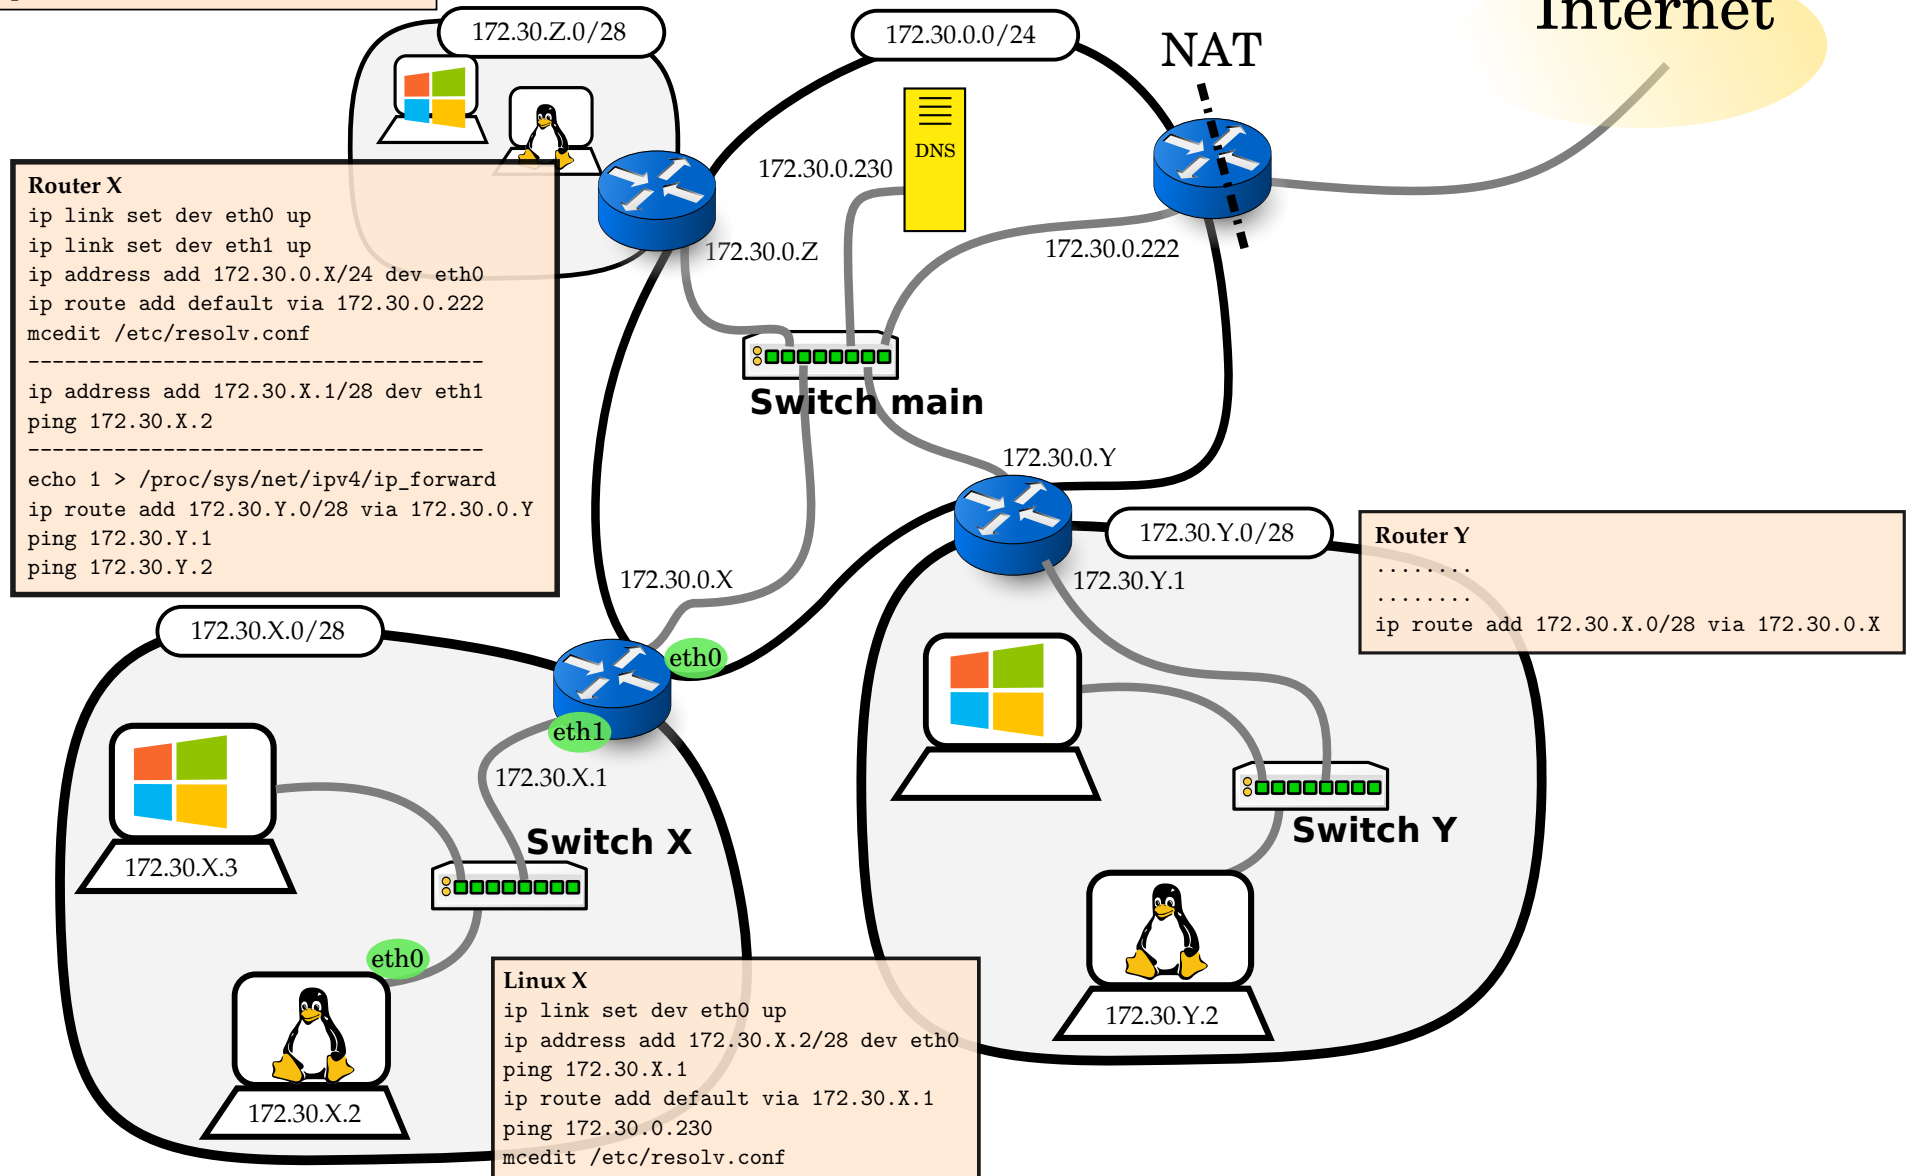 172.30.Z.0/28
172.30.0.0/24
NAT
Internet
DNS
172.30.0.230
172.30.0.Z
172.30.0.222
Router X
ip link set dev eth0 up
ip link set dev eth1 up
ip address add 172.30.0.X/24 dev eth0
ip route add default via 172.30.0.222
mcedit /etc/resolv.conf
-------------------------------------
ip address add 172.30.X.1/28 dev eth1
ping 172.30.X.2
-------------------------------------
echo 1 > /proc/sys/net/ipv4/ip_forward
ip route add 172.30.Y.0/28 via 172.30.0.Y
ping 172.30.Y.1
ping 172.30.Y.2
Switch main
172.30.0.Y
172.30.Y.0/28
Router Y
........
........
ip route add 172.30.X.0/28 via 172.30.0.X
172.30.0.X
172.30.Y.1
172.30.X.0/28
eth0
eth1
172.30.X.1
Switch X
172.30.X.3
Switch Y
eth0
172.30.X.2
172.30.Y.2
Linux X
ip link set dev eth0 up
ip address add 172.30.X.2/28 dev eth0
ping 172.30.X.1
ip route add default via 172.30.X.1
ping 172.30.0.230
mcedit /etc/resolv.conf